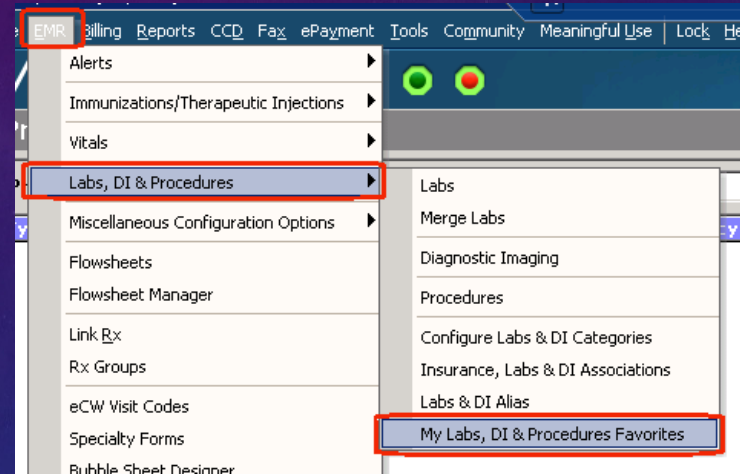 EMR Billing Reports CCD Fax ePayment Tools Community Meaningful Use Lock
Alerts
Immunizations/Therapeutic Injections
Vitals
Labs, DI & Procedures
Miscellaneous Configuration Options
Flowsheets
Flowsheet Manager
Link Rx
Rx Groups
eCW Visit Codes
Specialty Forms
Bubble Sheet Designer
Labs
Merge Labs
Diagnostic Imaging
Procedures
Configure Labs & DI Categories
Insurance, Labs & DI Associations
Labs & DI Alias
My Labs, DI & Procedures Favorites